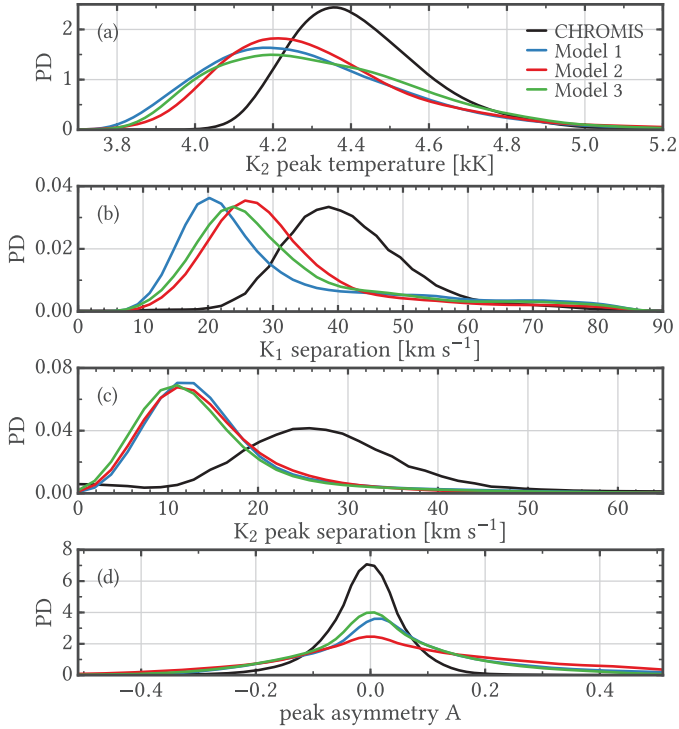 (a)
PD
2
1
0
CHROMIS
Model 1
Model 2
Model 3
3.8 4.0 4.2 4.4 4.6 4.8 5.0 5.2
K₂ peak temperature [kK]
(b)
PD
0.04
0.02
0.00
0 10 20 30 40 50 60 70 80 90
K₁ separation [km s⁻¹]
(c)
PD
0.08
0.04
0.00
0 10 20 30 40 50 60
K₂ peak separation [km s⁻¹]
(d)
PD
8
6
4
2
0
−0.4 −0.2 0.0 0.2 0.4
peak asymmetry A